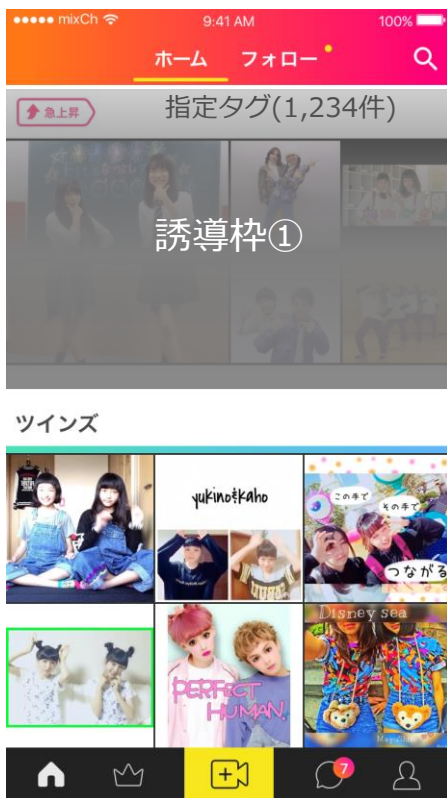 ●●●●● mixCh 9:41 AM 100%
ホーム フォロー
急上昇 指定タグ(1,234件)
誘導枠①
ツインズ
yukino&kaho
この手で
その手で
つながる
Disney sea
PERFECT
HUMAN.
7